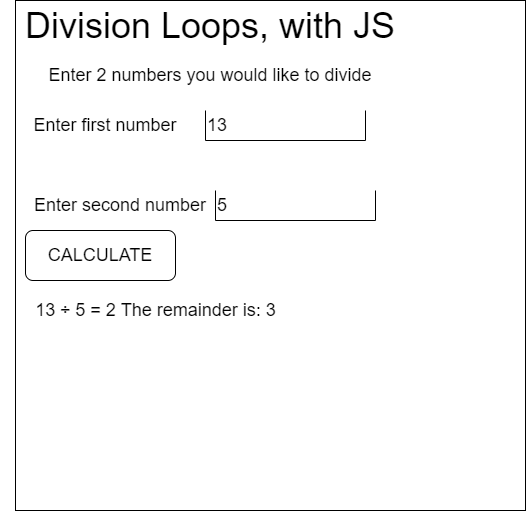 Division Loops, with JS
Enter 2 numbers you would like to divide
Enter first number 13
Enter second number 5
CALCULATE
13 ÷ 5 = 2 The remainder is: 3